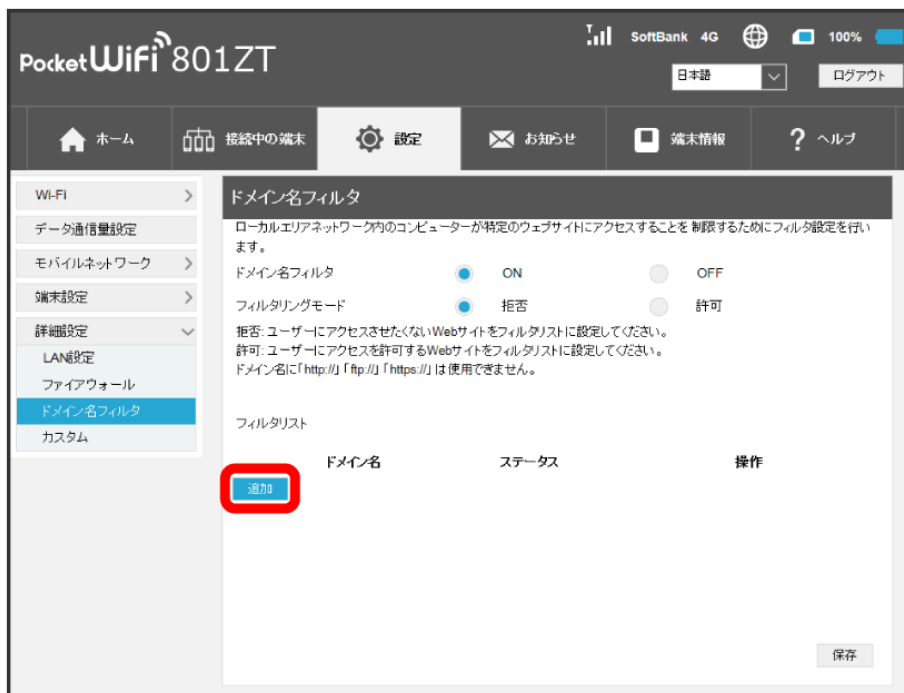 Pocket WiFi 801ZT
SoftBank 4G 100%
日本語 ログアウト
ホーム 接続中の端末 設定 お知らせ 端末情報 ? ヘルプ
Wi-Fi
データ通信量設定
モバイルネットワーク
端末設定
詳細設定
LAN設定
ファイアウォール
ドメイン名フィルタ
カスタム
ドメイン名フィルタ
ローカルエリアネットワーク内のコンピューターが特定のウェブサイトにアクセスすることを 制限するためにフィルタ設定を行い
ます。
ドメイン名フィルタ ON OFF
フィルタリングモード 拒否 許可
拒否: ユーザーにアクセスさせたくないWebサイトをフィルタリストに設定してください。
許可: ユーザーにアクセスを許可するWebサイトをフィルタリストに設定してください。
ドメイン名に「http://」「ftp://」「https://」は使用できません。
フィルタリスト
ドメイン名 ステータス 操作
追加
保存